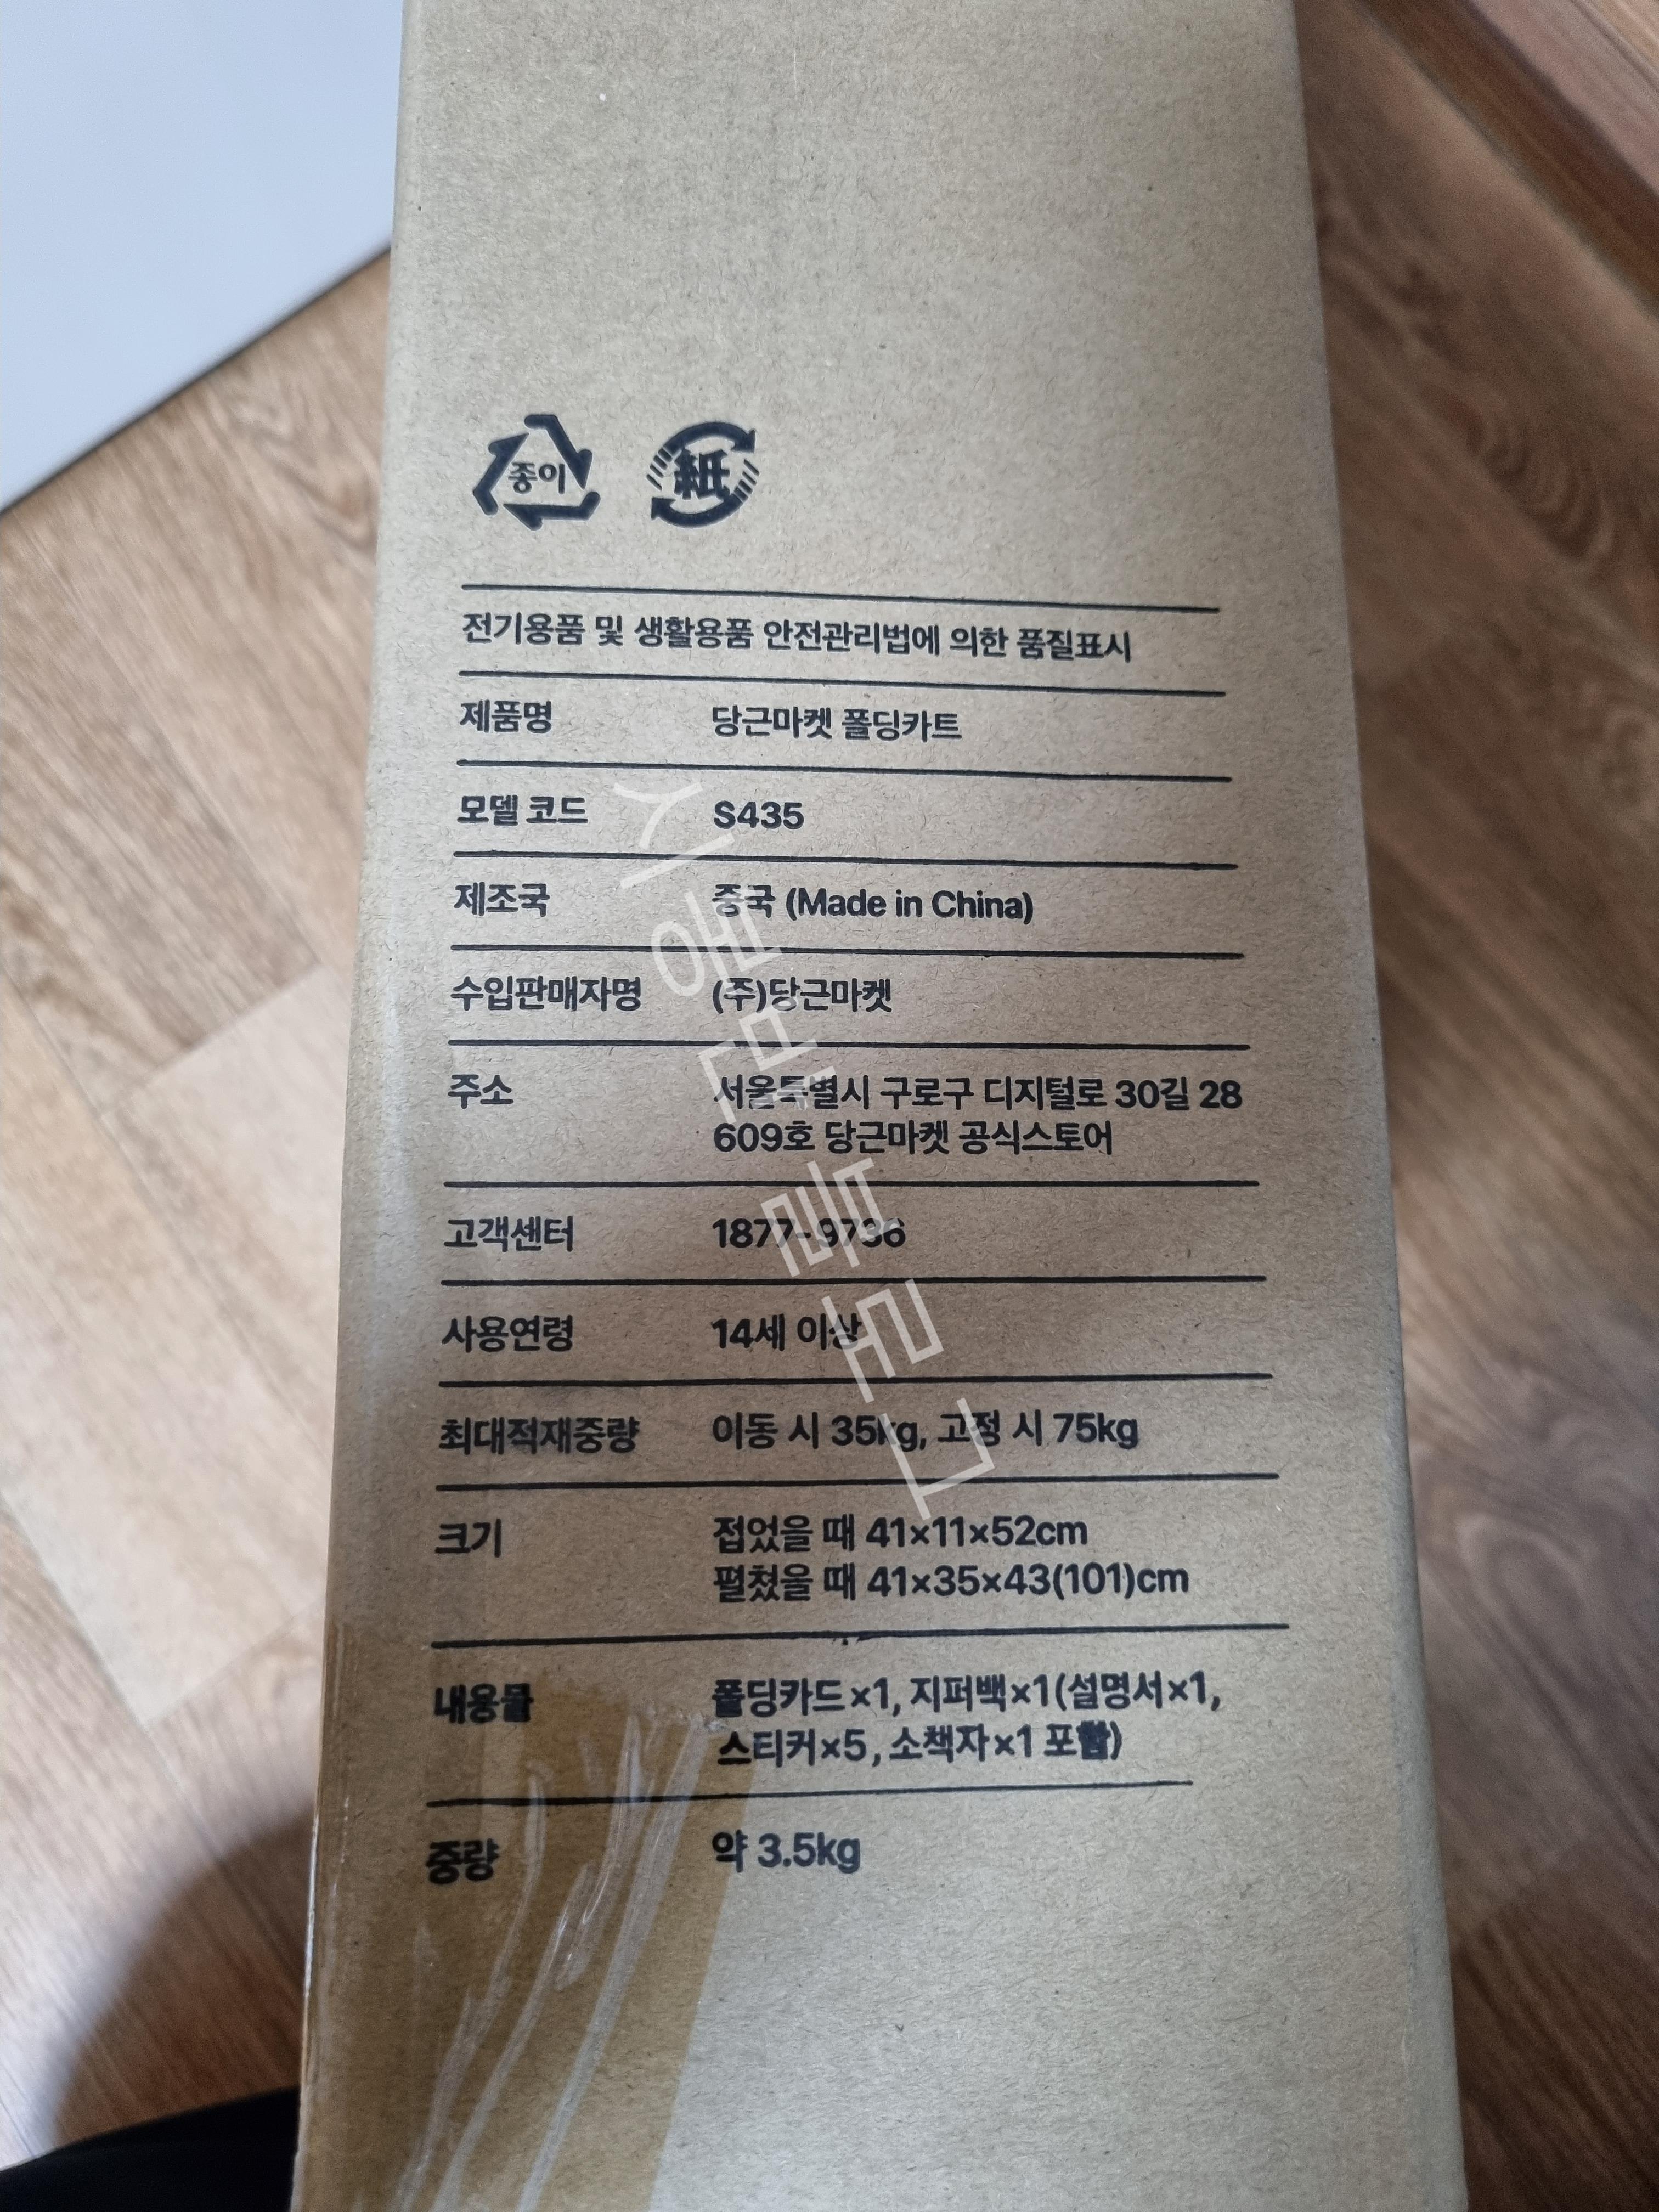 종이
紙
전기용품 및 생활용품 안전관리법에 의한 품질표시
제품명 당근마켓 폴딩카트
모델 코드 S435
제조국 중국 (Made in China)
수입판매자명 (주)당근마켓
주소 서울특별시 구로구 디지털로 30길 28
609호 당근마켓 공식스토어
고객센터 1877-9736
사용연령 14세 이상
최대적재중량 이동 시 35kg, 고정 시 75kg
크기 접었을 때 41×11×52cm
펼쳤을 때 41×35×43(101)cm
내용물 폴딩카드×1, 지퍼백×1(설명서×1,
스티커×5, 소책자×1 포함)
중량 약 3.5kg